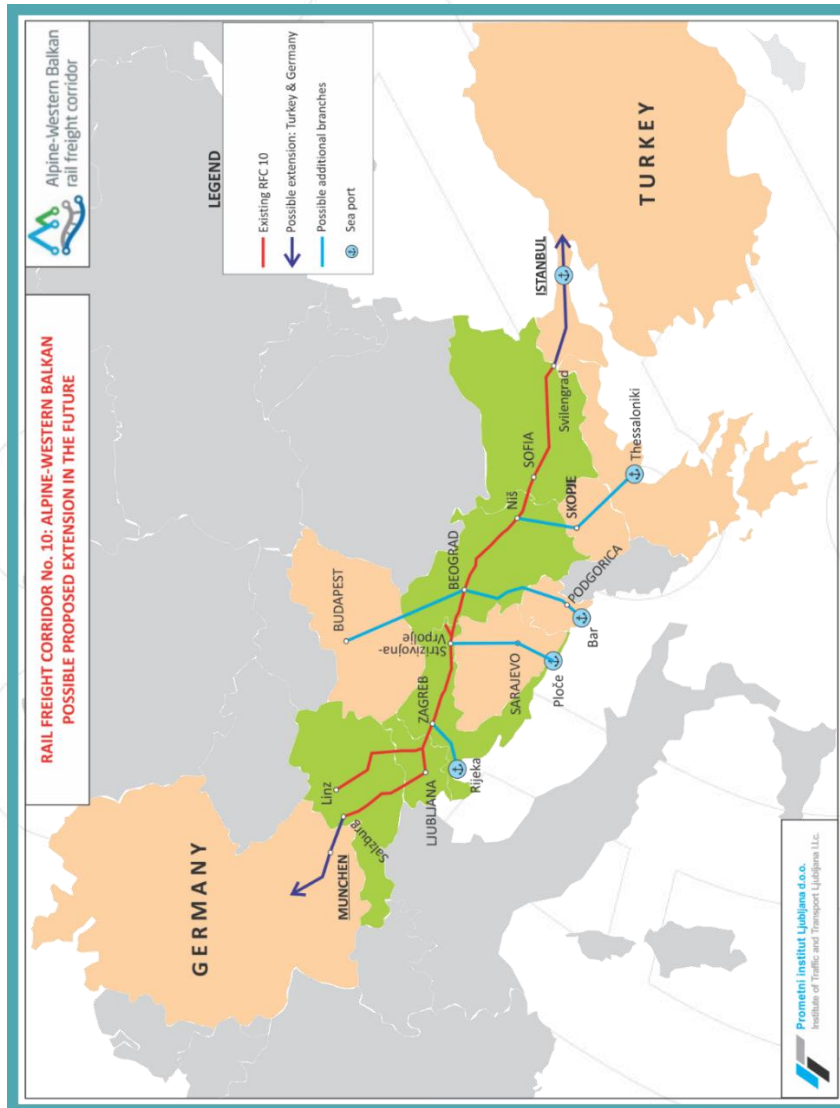 Alpine-Western Balkan
rail freight corridor
RAIL FREIGHT CORRIDOR No. 10: ALPINE-WESTERN BALKAN
POSSIBLE PROPOSED EXTENSION IN THE FUTURE
LEGEND
Existing RFC 10
Possible extension: Turkey & Germany
Possible additional branches
Sea port
GERMANY
MUNCHEN
Salzburg
Linz
LJUBLJANA
Rijeka
ZAGREB
BUDAPEST
Strizivojna-
Vrpolje
SARAJEVO
Ploče
BEOGRAD
PODGORICA
Bar
Niš
SKOPJE
SOFIA
Thessaloniki
Svilengrad
ISTANBUL
TURKEY
Prometni institut Ljubljana d.o.o.
Institute of Traffic and Transport Ljubljana l.l.c.